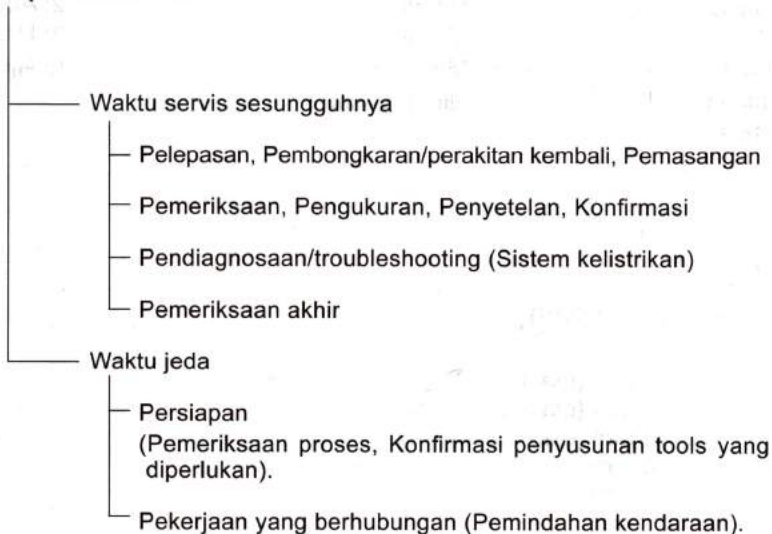 Waktu servis sesungguhnya
Pelepasan, Pembongkaran/perakitan kembali, Pemasangan
Pemeriksaan, Pengukuran, Penyetelan, Konfirmasi
Pendiagnosaan/troubleshooting (Sistem kelistrikan)
Pemeriksaan akhir
Waktu jeda
Persiapan
(Pemeriksaan proses, Konfirmasi penyusunan tools yang
diperlukan).
Pekerjaan yang berhubungan (Pemindahan kendaraan).